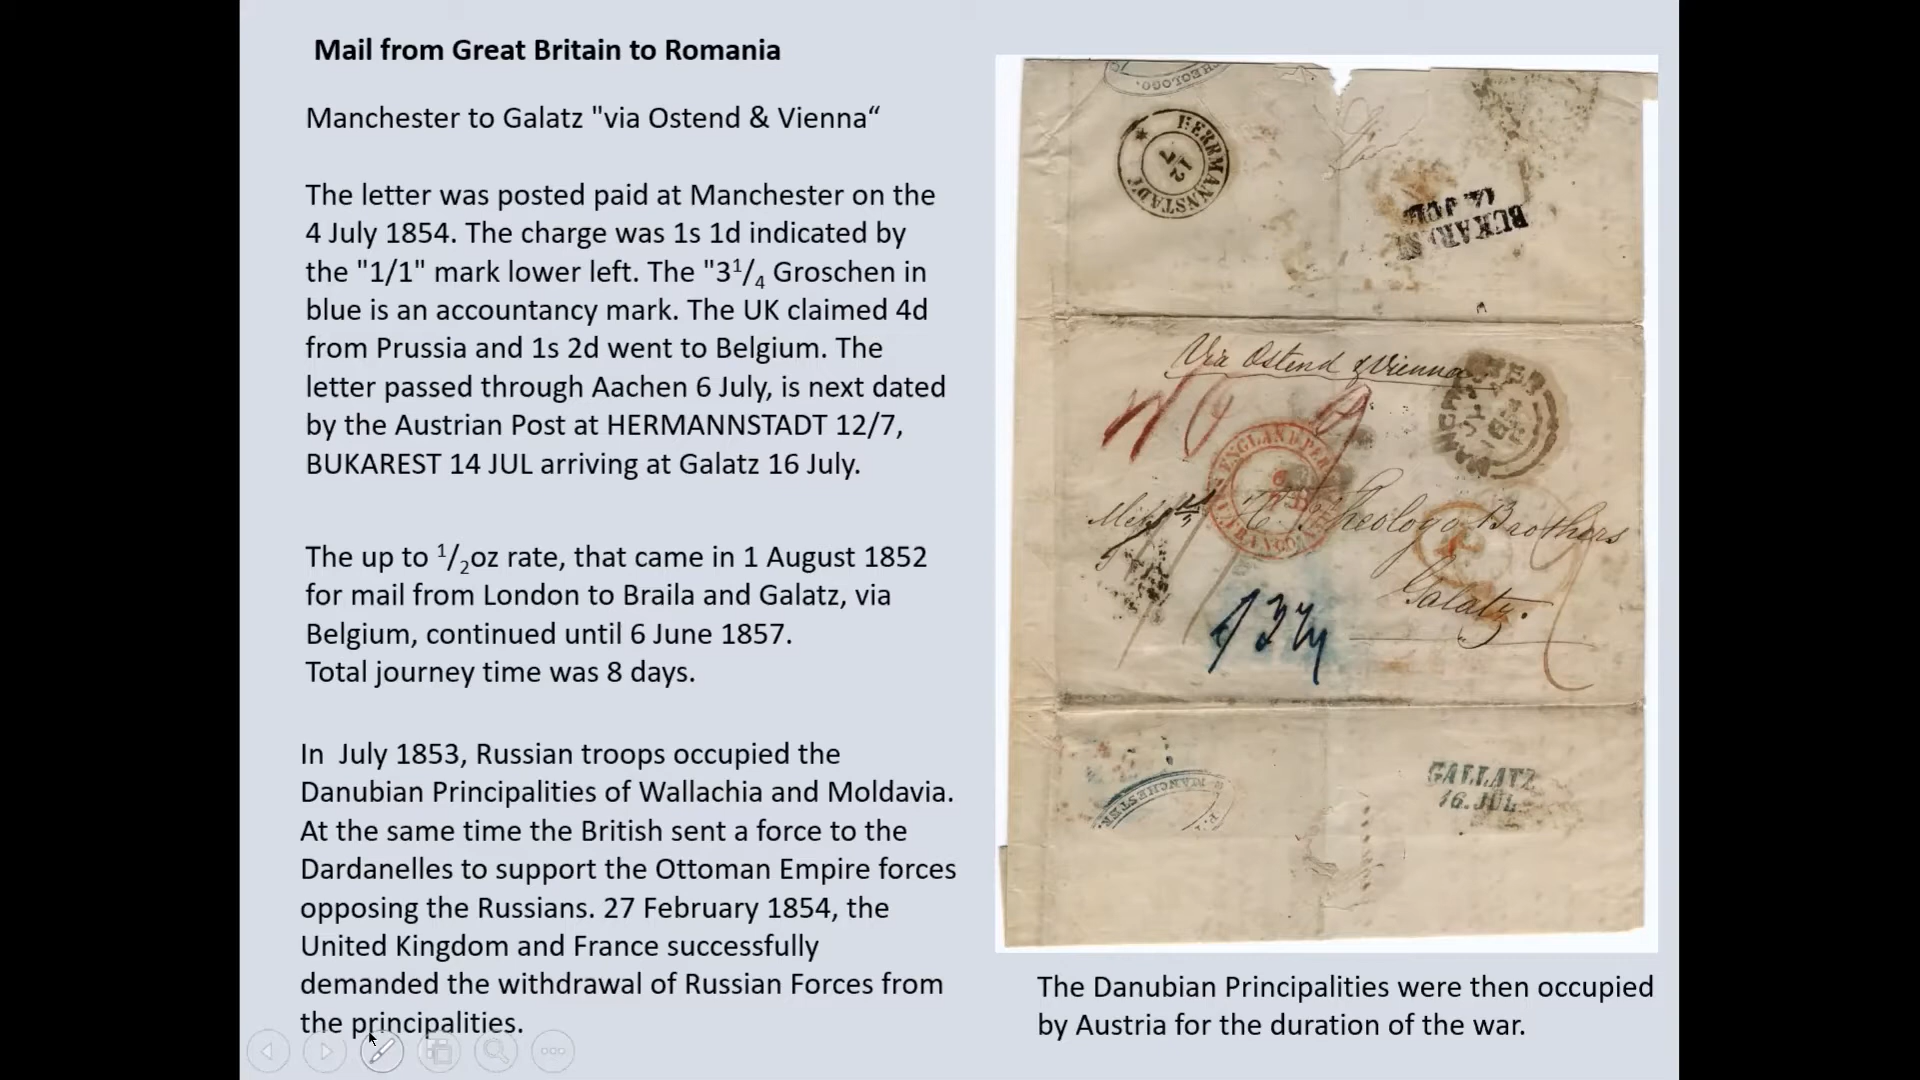 Mail from Great Britain to Romania
Manchester to Galatz "via Ostend & Vienna“
The letter was posted paid at Manchester on the
4 July 1854. The charge was 1s 1d indicated by
the "1/1" mark lower left. The "3¹/₄ Groschen in
blue is an accountancy mark. The UK claimed 4d
from Prussia and 1s 2d went to Belgium. The
letter passed through Aachen 6 July, is next dated
by the Austrian Post at HERMANNSTADT 12/7,
BUKAREST 14 JUL arriving at Galatz 16 July.
The up to ¹/₂oz rate, that came in 1 August 1852
for mail from London to Braila and Galatz, via
Belgium, continued until 6 June 1857.
Total journey time was 8 days.
In July 1853, Russian troops occupied the
Danubian Principalities of Wallachia and Moldavia.
At the same time the British sent a force to the
Dardanelles to support the Ottoman Empire forces
opposing the Russians. 27 February 1854, the
United Kingdom and France successfully
demanded the withdrawal of Russian Forces from
the principalities.
HEOLOGO.
HERRMANNSTADT
12
7
BUKAREST
14. JUL
Via Ostend & Vienna
MANCHESTER
ENGLAND PER
FRANCO
Theologo Brothers
Galatz.
3¼
MANCHESTER.
GALLATZ
16. JUL
The Danubian Principalities were then occupied
by Austria for the duration of the war.